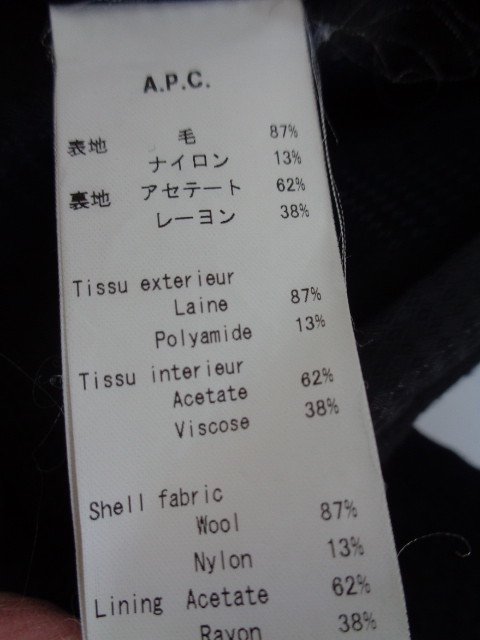 A.P.C.
表地 毛 87%
ナイロン 13%
裏地 アセテート 62%
レーヨン 38%
Tissu exterieur
Laine 87%
Polyamide 13%
Tissu interieur
Acetate 62%
Viscose 38%
Shell fabric
Wool 87%
Nylon 13%
Lining Acetate 62%
Rayon 38%